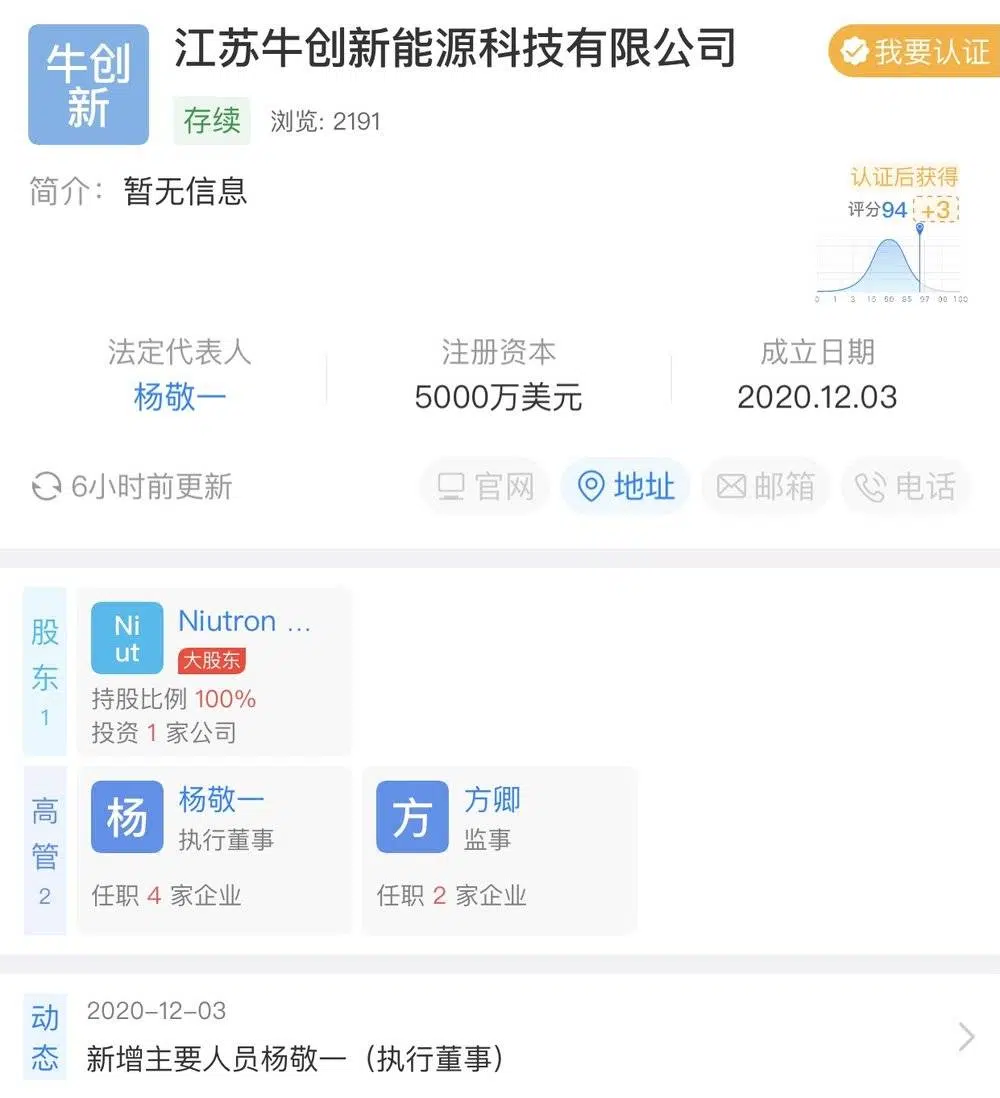 牛创
新
江苏牛创新能源科技有限公司
我要认证
存续 浏览: 2191
简介: 暂无信息
认证后获得
评分94 +3
0 1 3 15 50 85 97 99 100
法定代表人 注册资本 成立日期
杨敬一 5000万美元 2020.12.03
6小时前更新 官网 地址 邮箱 电话
股东1
Ni
ut
Niutron ...
大股东
持股比例 100%
投资 1 家公司
高管2
杨
杨敬一
执行董事
任职 4 家企业
方
方卿
监事
任职 2 家企业
动态
2020-12-03
新增主要人员杨敬一（执行董事）